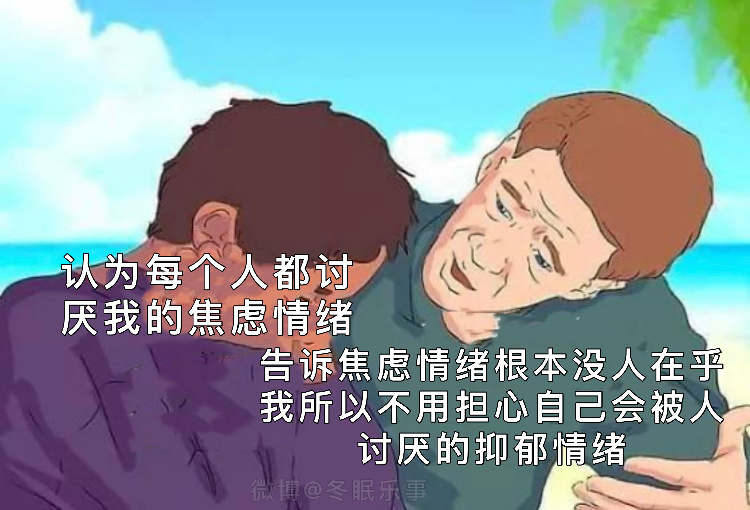 认为每个人都讨
厌我的焦虑情绪
告诉焦虑情绪根本没人在乎
我所以不用担心自己会被人
讨厌的抑郁情绪
微博@冬眠乐事